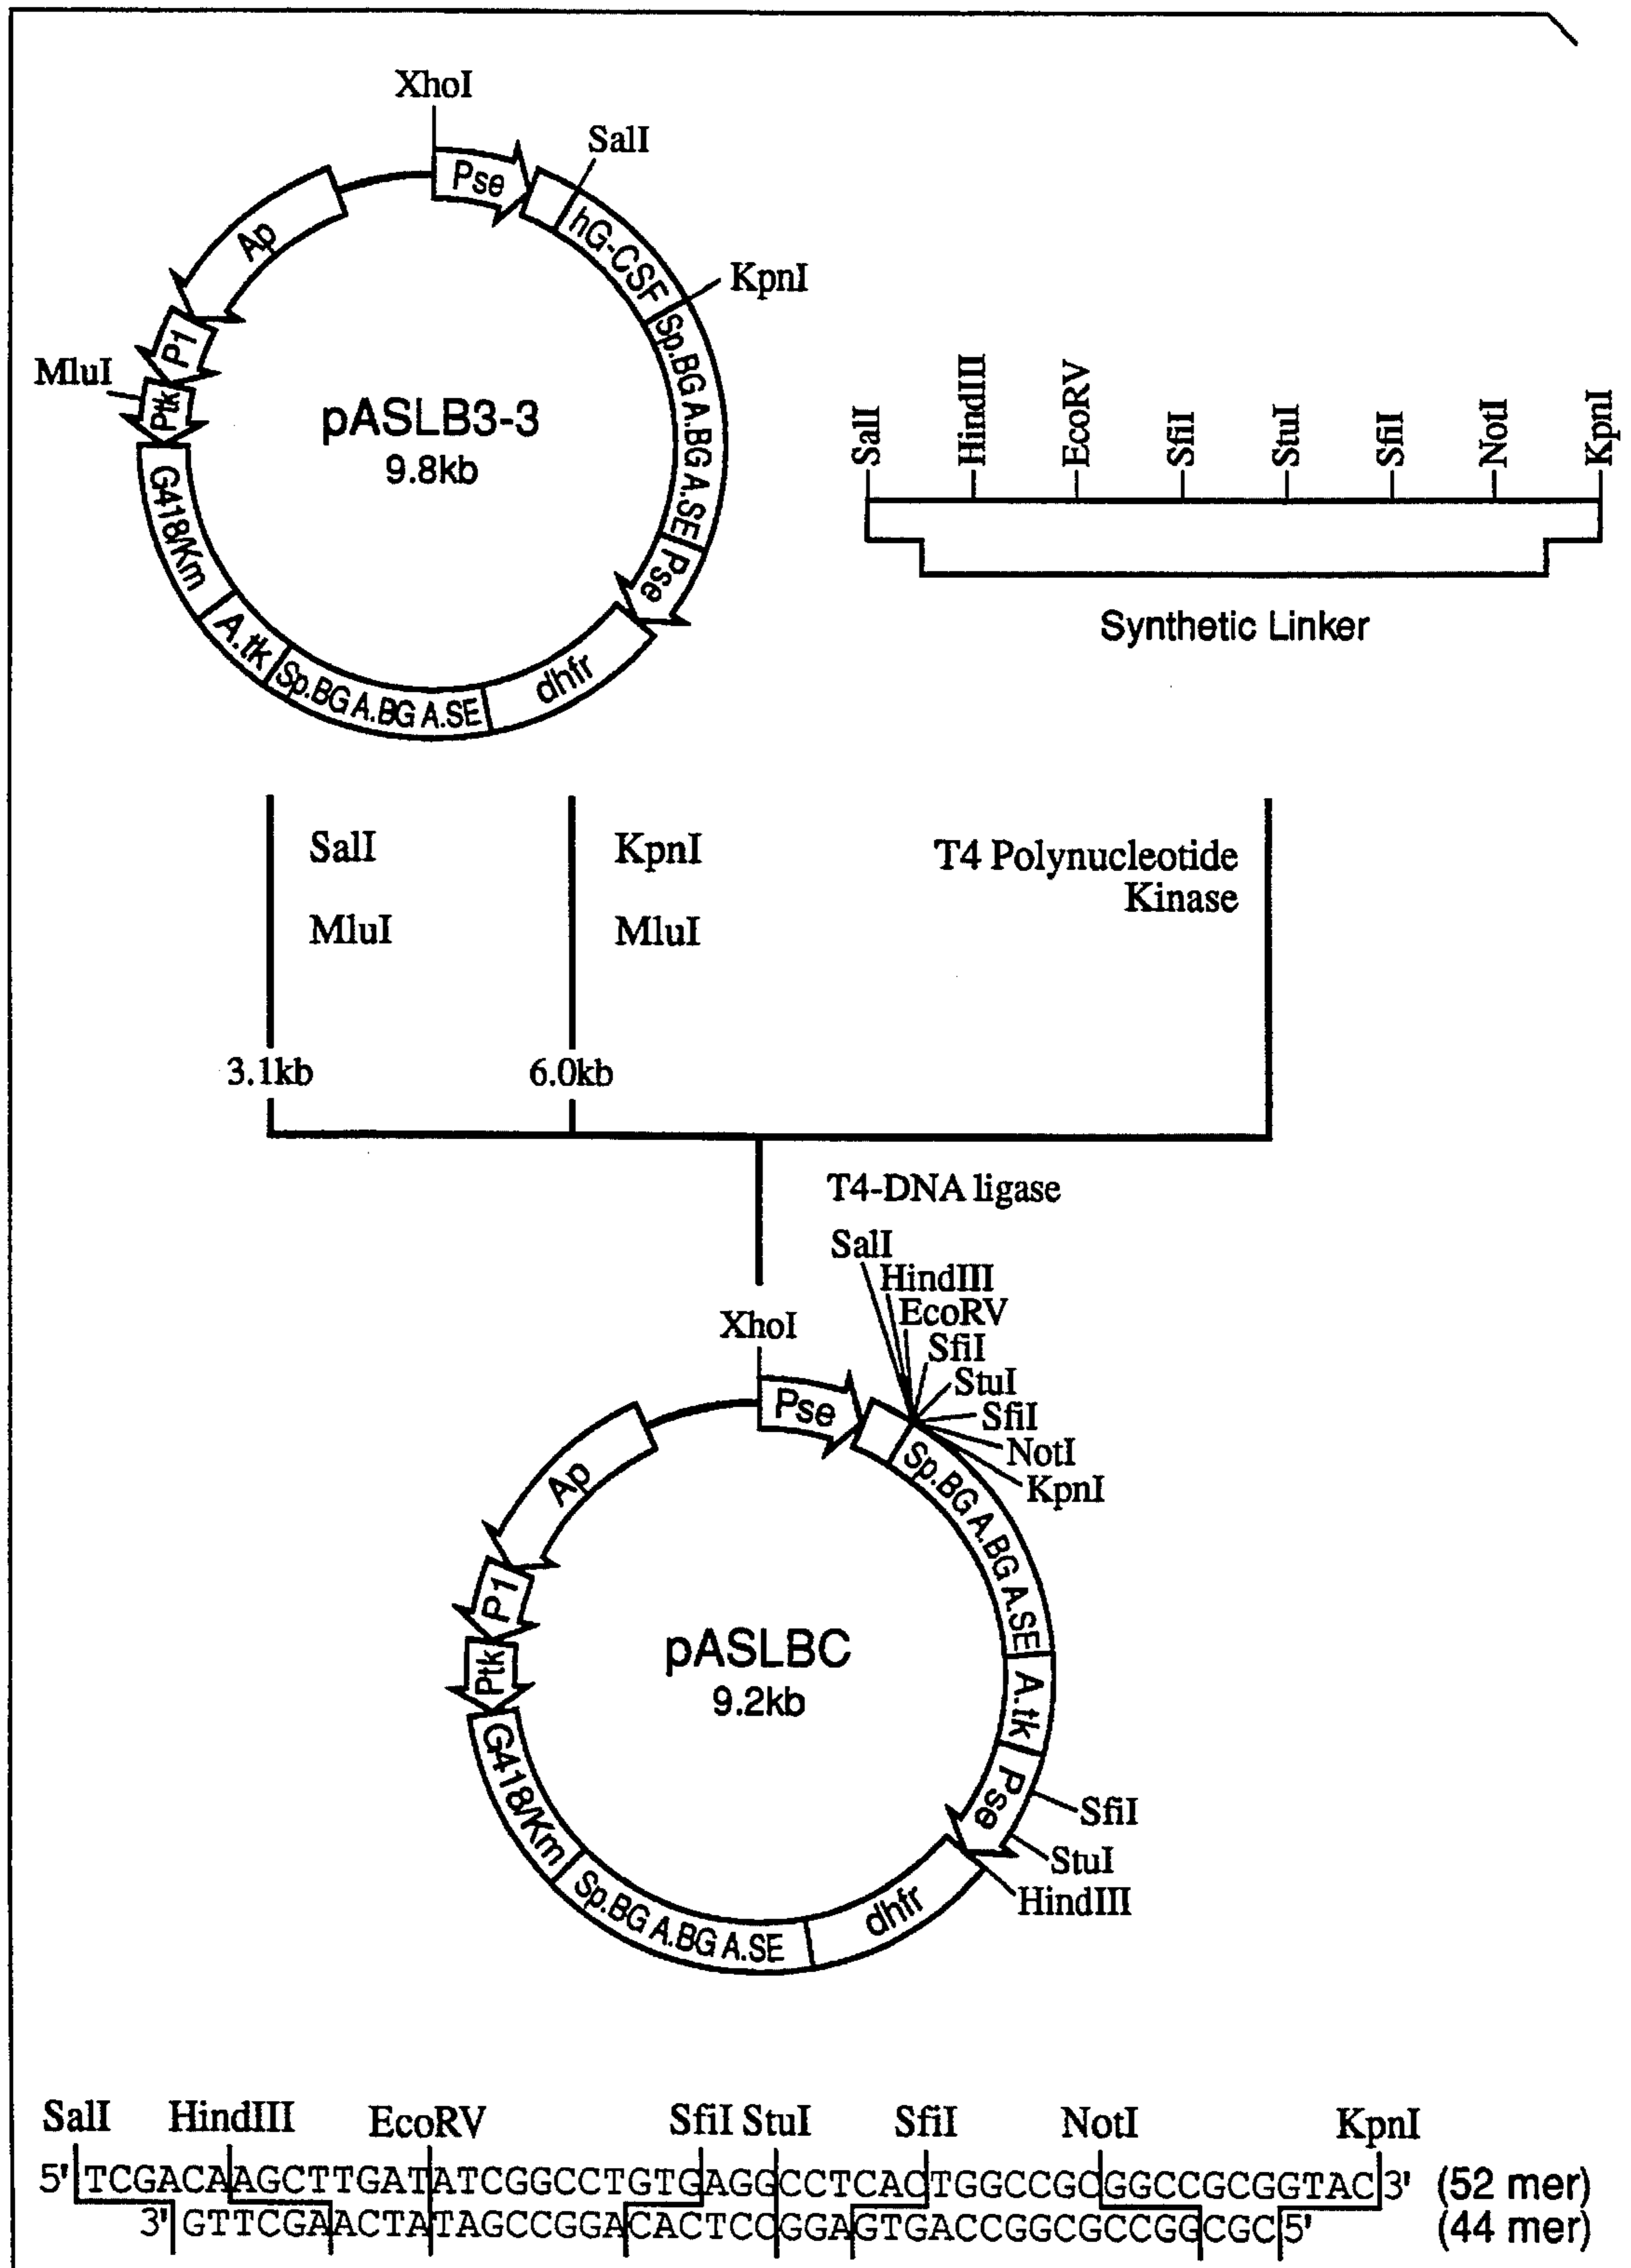 XhoI
SalI
Pse
hG-CSF
KpnI
Ap
P1
MluI
Ptk
pASLB3-3
9.8kb
Sp.BG A.BG A.SE
G418/Km
Pse
A.tk
Sp.BG A.BG A.SE
dhfr
SalI
HindIII
EcoRV
SfiI
StuI
SfiI
NotI
KpnI
Synthetic Linker
SalI
MluI
KpnI
MluI
T4 Polynucleotide
Kinase
3.1kb
6.0kb
T4-DNA ligase
SalI
HindIII
EcoRV
SfiI
StuI
SfiI
NotI
KpnI
XhoI
Pse
Ap
Sp.BG A.BG A.SE
P1
Ptk
pASLBC
9.2kb
A.tk
G418/Km
Pse
SfiI
StuI
HindIII
Sp.BG A.BG A.SE
dhfr
SalI HindIII EcoRV SfiI StuI SfiI NotI KpnI
5' TCGACAAGCTTGATATCGGCCTGTGAGGCCTCACTGGCCGCGGCCGCGGTAC 3' (52 mer)
3' GTTCGAACTATAGCCGGACACTCCGGAGTGACCGGCGCCGGCGC 5' (44 mer)